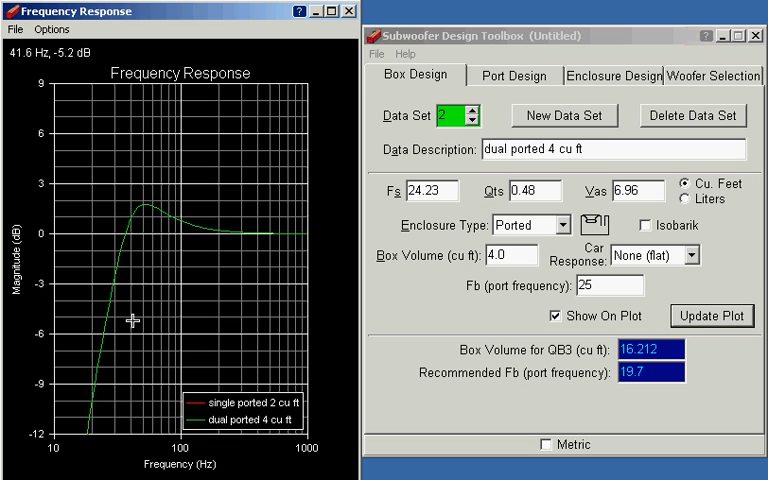 Frequency Response
File Options
41.6 Hz, -5.2 dB
Frequency Response
9
6
3
0
-3
-6
-9
-12
Magnitude (dB)
single ported 2 cu ft
dual ported 4 cu ft
10 100 1000
Frequency (Hz)
Subwoofer Design Toolbox (Untitled)
File Help
Box Design Port Design Enclosure Design Woofer Selection
Data Set 2 New Data Set Delete Data Set
Data Description: dual ported 4 cu ft
Fs 24.23 Qts 0.48 Vas 6.96 Cu. Feet
Liters
Enclosure Type: Ported Isobarik
Box Volume (cu ft): 4.0 Car Response: None (flat)
Fb (port frequency): 25
Show On Plot Update Plot
Box Volume for QB3 (cu ft): 16.212
Recommended Fb (port frequency): 19.7
Metric